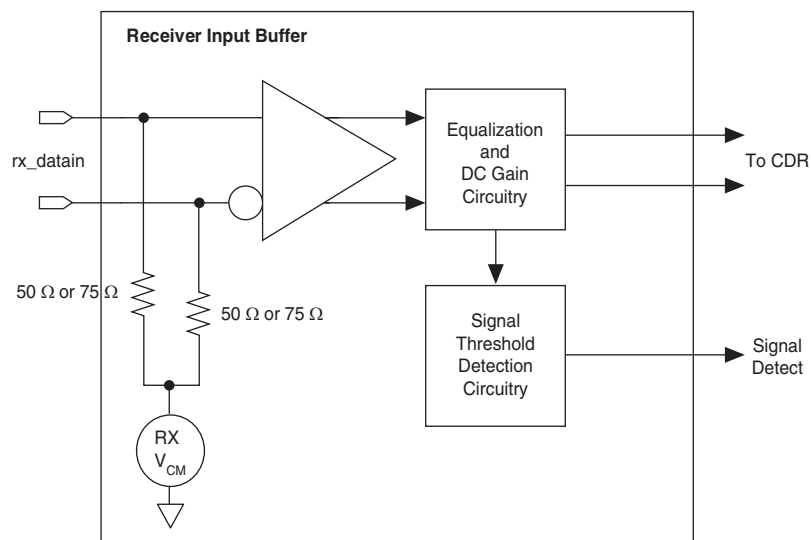 Receiver Input Buffer
rx_datain
Equalization
and
DC Gain
Circuitry
To CDR
50 Ω or 75 Ω
50 Ω or 75 Ω
Signal
Threshold
Detection
Circuitry
Signal
Detect
RX
VCM